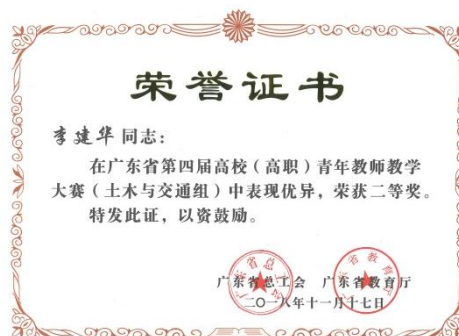 荣誉证书
李建华 同志：
在广东省第四届高校（高职）青年教师教学
大赛（土木与交通组）中表现优异，荣获二等奖。
特发此证，以资鼓励。
广东省总工会 广东省教育厅
二〇一八年十一月十七日